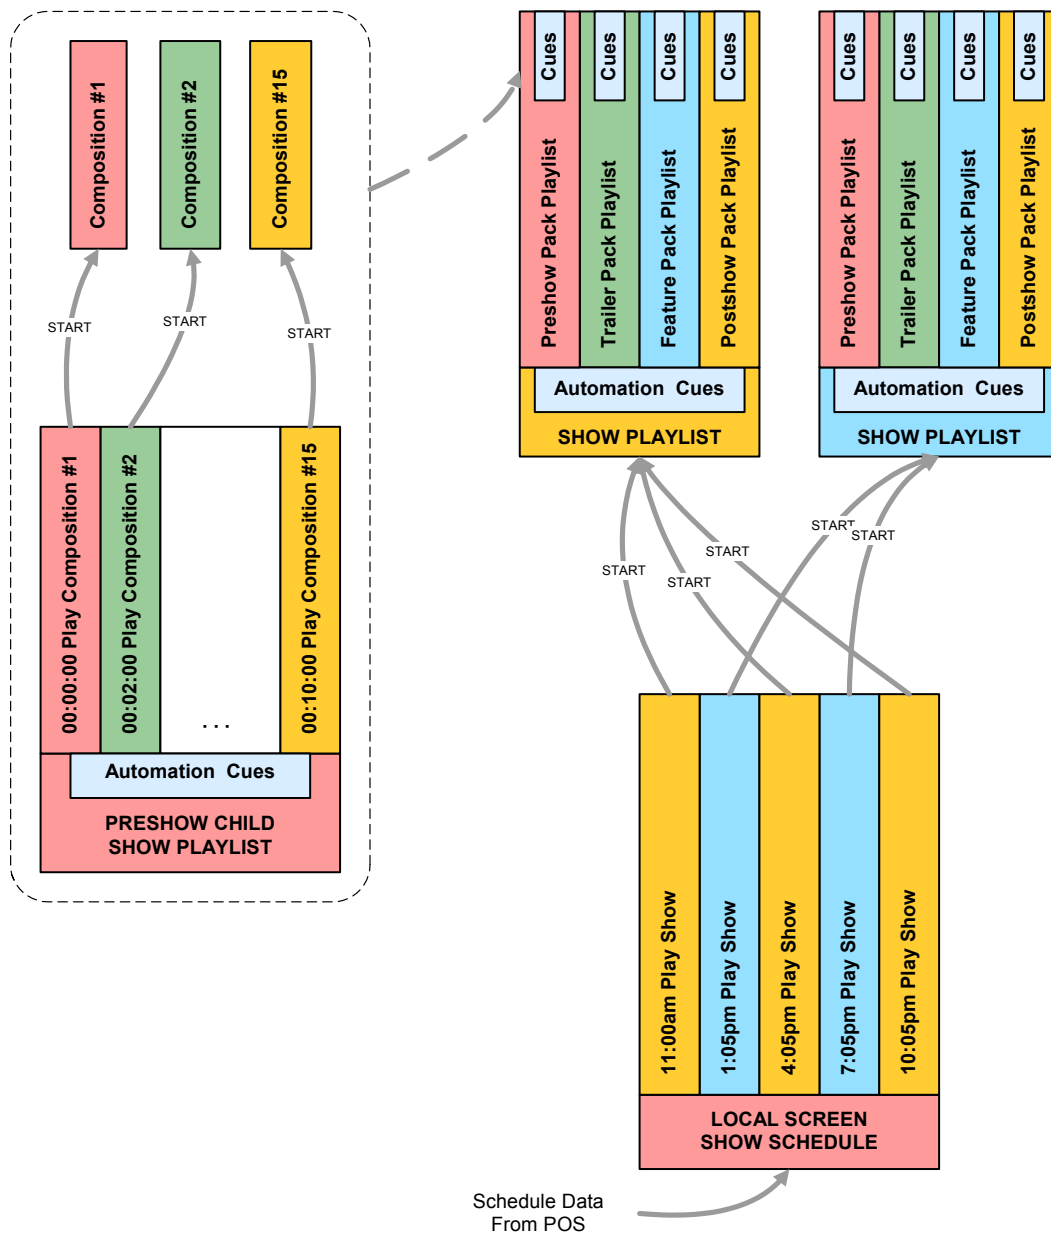 Composition #1
Composition #2
Composition #15
START
START
START
00:00:00 Play Composition #1
00:02:00 Play Composition #2
. . .
00:10:00 Play Composition #15
Automation Cues
PRESHOW CHILD
SHOW PLAYLIST
Cues
Cues
Cues
Cues
Preshow Pack Playlist
Trailer Pack Playlist
Feature Pack Playlist
Postshow Pack Playlist
Automation Cues
SHOW PLAYLIST
Cues
Cues
Cues
Cues
Preshow Pack Playlist
Trailer Pack Playlist
Feature Pack Playlist
Postshow Pack Playlist
Automation Cues
SHOW PLAYLIST
START
START
START
START
START
11:00am Play Show
1:05pm Play Show
4:05pm Play Show
7:05pm Play Show
10:05pm Play Show
LOCAL SCREEN
SHOW SCHEDULE
Schedule Data
From POS